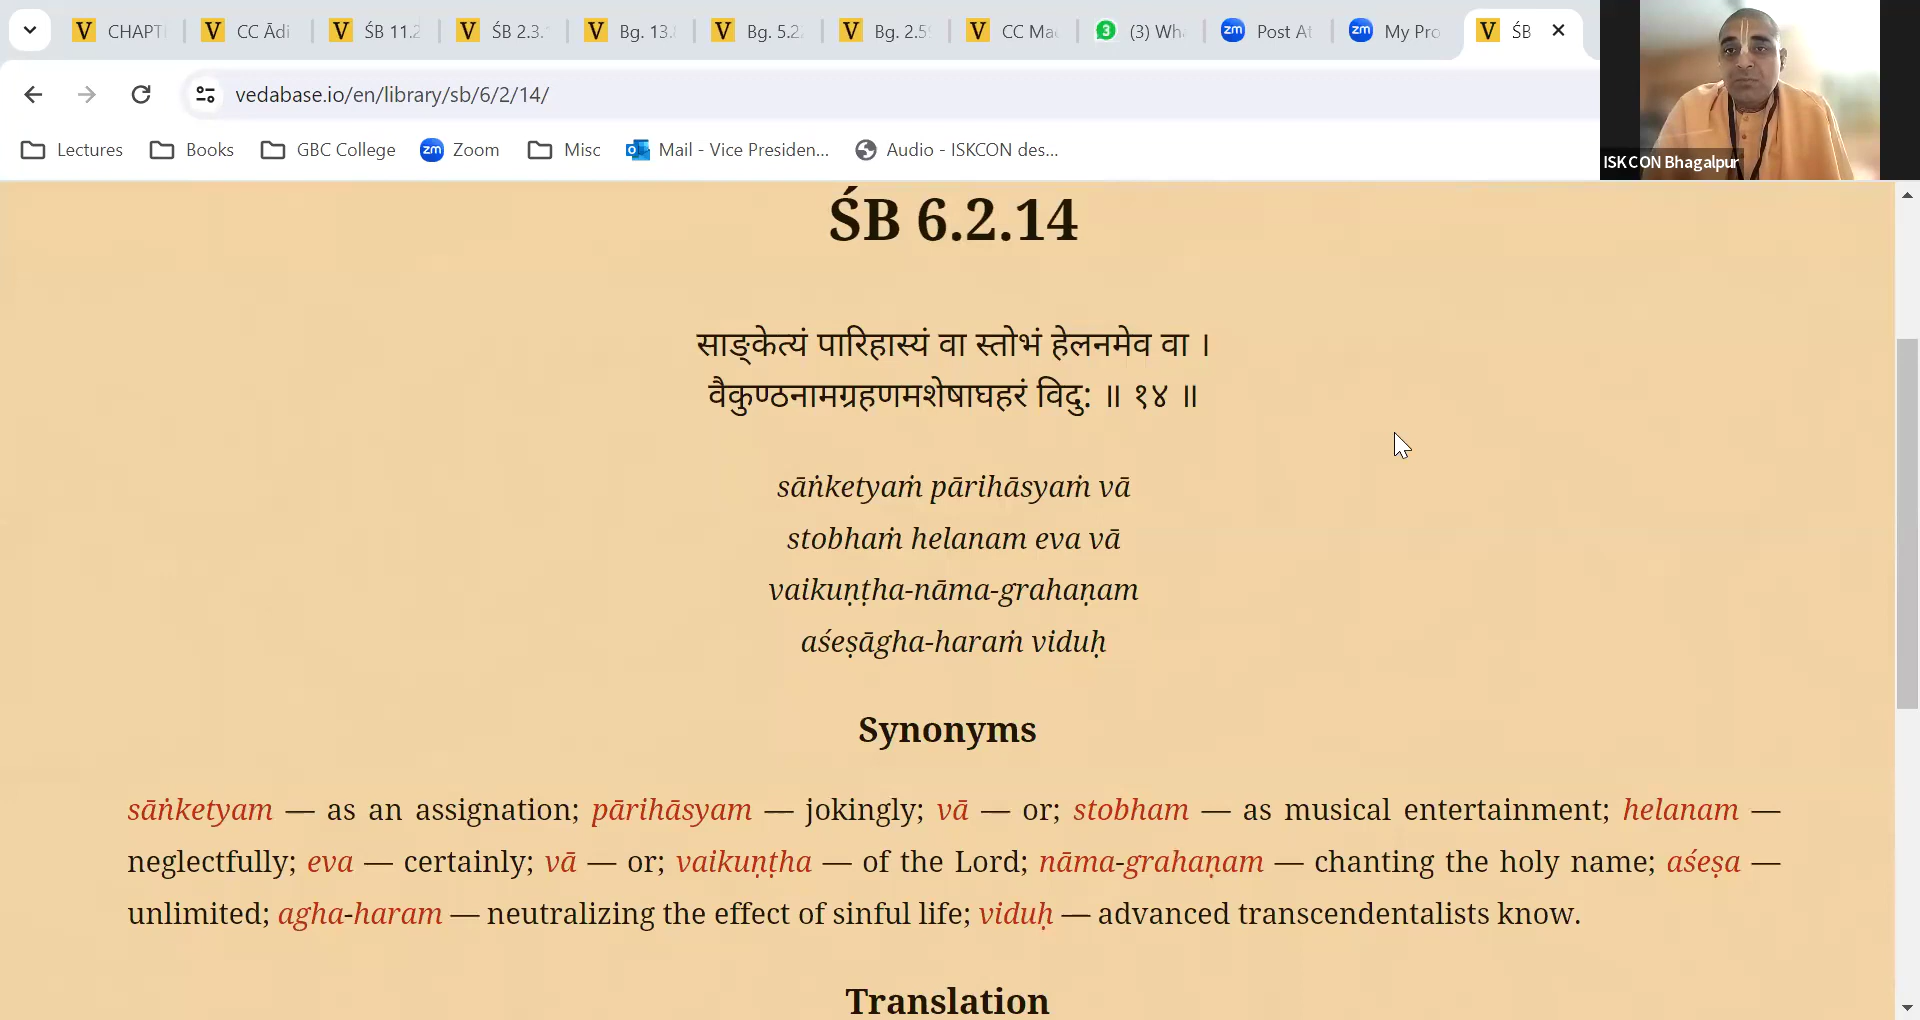 CHAPT
CC Ādi
ŚB 11.2
ŚB 2.3.
Bg. 13.
Bg. 5.2
Bg. 2.5
CC Ma
3
(3) Wh
zm
Post At
zm
My Pro
ŚB
vedabase.io/en/library/sb/6/2/14/
Lectures
Books
GBC College
zm
Zoom
Misc
Mail - Vice Presiden...
Audio - ISKCON des...
ISKCON Bhagalpur
ŚB 6.2.14
साङ्केत्यं पारिहास्यं वा स्तोभं हेलनमेव वा ।
वैकुण्ठनामग्रहणमशेषाघहरं विदु: ॥ १४ ॥
sāṅketyaṁ pārihāsyaṁ vā
stobhaṁ helanam eva vā
vaikuṇṭha-nāma-grahaṇam
aśeṣāgha-haraṁ viduḥ
Synonyms
sāṅketyam — as an assignation; pārihāsyam — jokingly; vā — or; stobham — as musical entertainment; helanam —
neglectfully; eva — certainly; vā — or; vaikuṇṭha — of the Lord; nāma-grahaṇam — chanting the holy name; aśeṣa —
unlimited; agha-haram — neutralizing the effect of sinful life; viduḥ — advanced transcendentalists know.
Translation